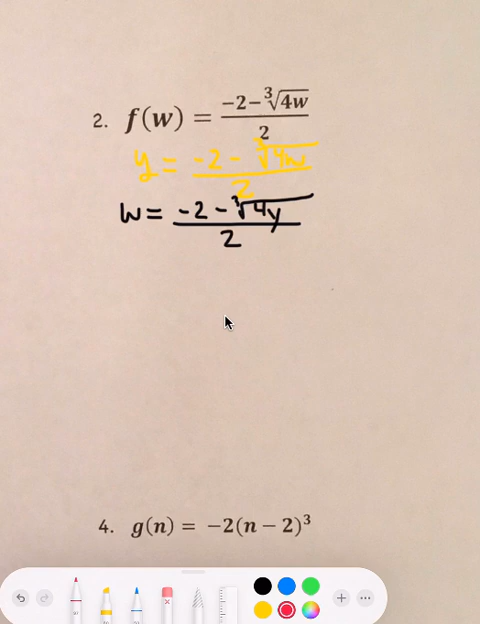 2. f(w) = (-2-∛4w)/2
y = (-2-∛4w)/2
w = (-2-∛4y)/2
4. g(n) = -2(n - 2)³